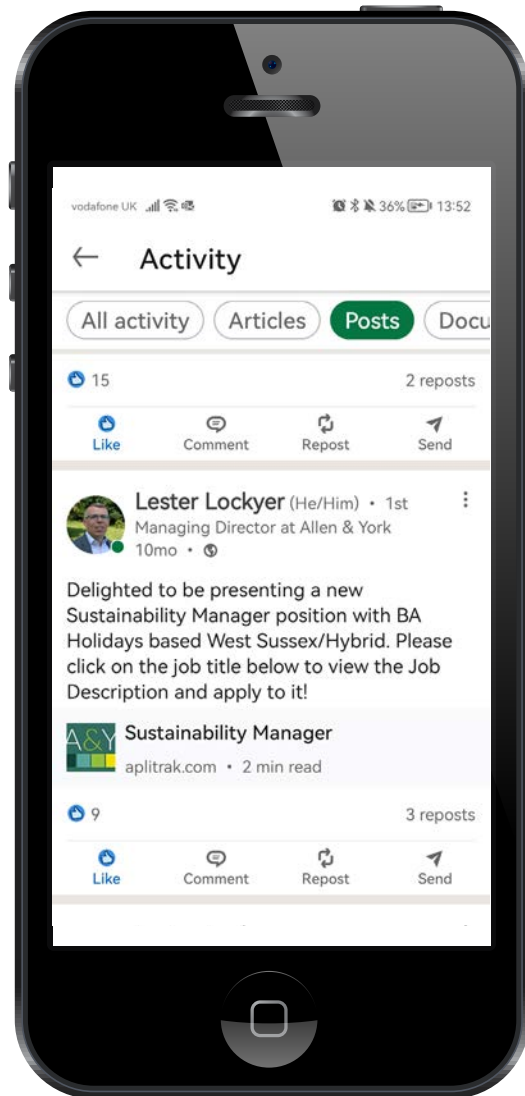 vodafone UK 36% 13:52
Activity
All activity Articles Posts Docu
15 2 reposts
Like Comment Repost Send
Lester Lockyer (He/Him) • 1st
Managing Director at Allen & York
10mo •
Delighted to be presenting a new
Sustainability Manager position with BA
Holidays based West Sussex/Hybrid. Please
click on the job title below to view the Job
Description and apply to it!
A&Y Sustainability Manager
aplitrak.com • 2 min read
9 3 reposts
Like Comment Repost Send